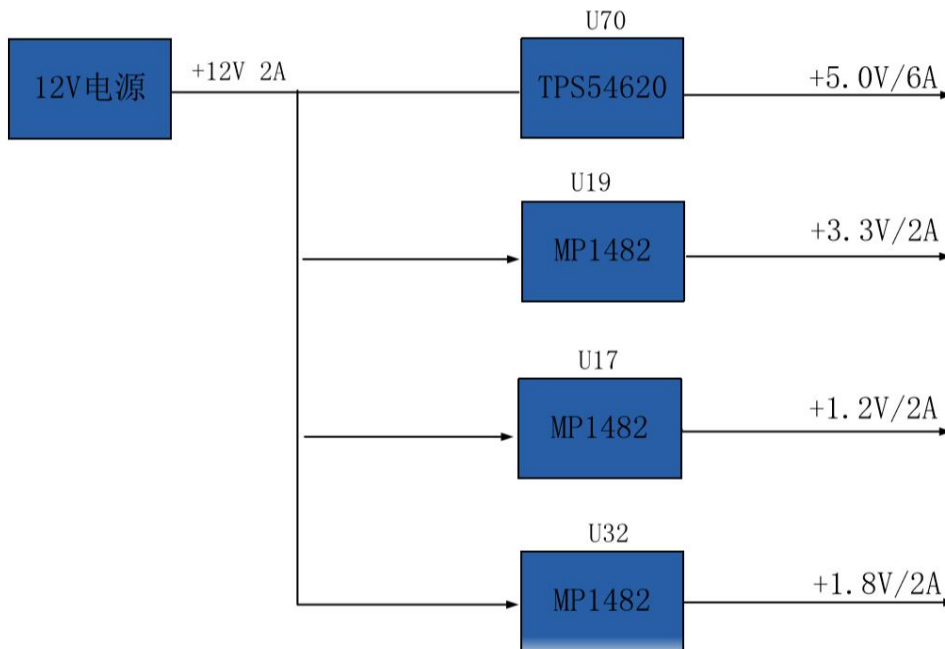 U70
12V电源
+12V 2A
TPS54620
+5.0V/6A
U19
MP1482
+3.3V/2A
U17
MP1482
+1.2V/2A
U32
MP1482
+1.8V/2A